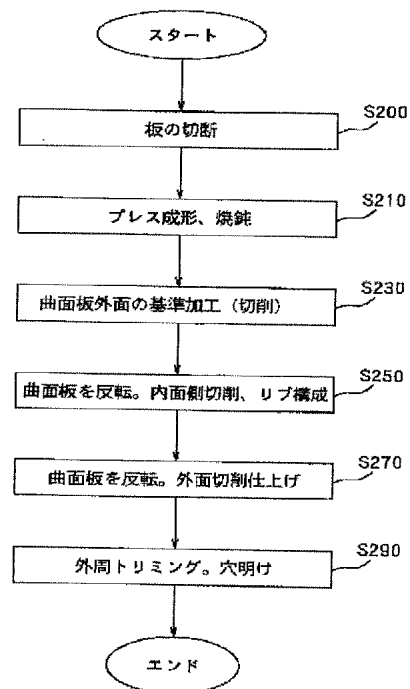 スタート
板の切断
S200
プレス成形、焼鈍
S210
曲面板外面の基準加工（切削）
S230
曲面板を反転。内面側切削、リブ構成
S250
曲面板を反転。外面切削仕上げ
S270
外周トリミング。穴明け
S290
エンド